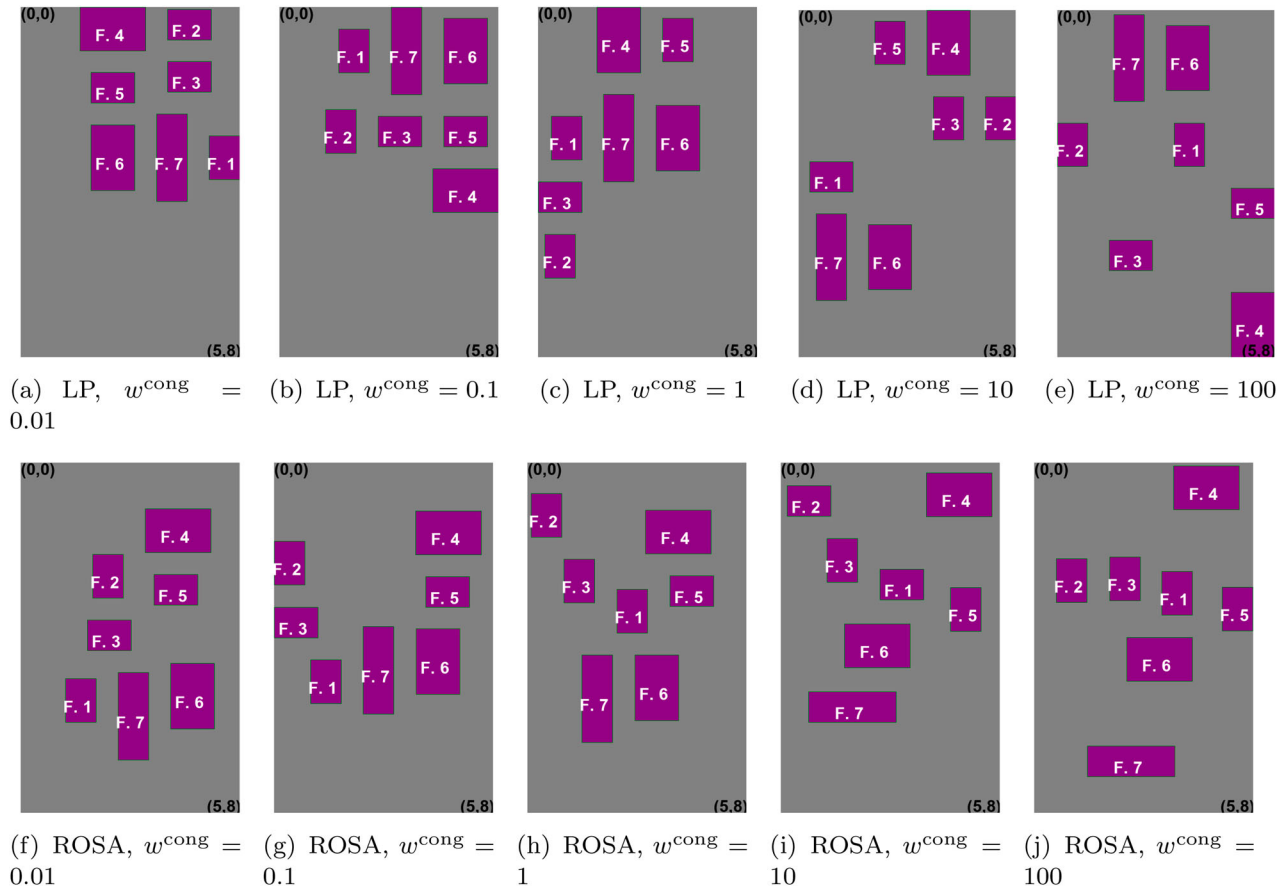 (0,0)
F. 4
F. 2
F. 5
F. 3
F. 6
F. 7
F. 1
(0,0)
F. 1
F. 7
F. 6
F. 2
F. 3
F. 5
F. 4
(0,0)
F. 4
F. 5
F. 1
F. 7
F. 6
F. 3
F. 2
(5,8)
(0,0)
F. 5
F. 4
F. 3
F. 2
F. 1
F. 7
F. 6
(5,8)
(0,0)
F. 7
F. 6
F. 2
F. 1
F. 5
F. 3
F. 4
(5,8)
(5,8)
(5,8)
(a) LP, w^cong =
0.01
(b) LP, w^cong = 0.1
(c) LP, w^cong = 1
(d) LP, w^cong = 10
(e) LP, w^cong = 100
(0,0)
F. 4
F. 2
F. 5
F. 3
F. 1
F. 7
F. 6
(5,8)
(0,0)
F. 4
F. 2
F. 5
F. 3
F. 1
F. 7
F. 6
(5,8)
(0,0)
F. 2
F. 4
F. 3
F. 1
F. 5
F. 7
F. 6
(5,8)
(0,0)
F. 2
F. 4
F. 3
F. 1
F. 5
F. 6
F. 7
(5,8)
(0,0)
F. 4
F. 2
F. 3
F. 1
F. 5
F. 6
F. 7
(5,8)
(f) ROSA, w^cong =
0.01
(g) ROSA, w^cong =
0.1
(h) ROSA, w^cong =
1
(i) ROSA, w^cong =
10
(j) ROSA, w^cong =
100